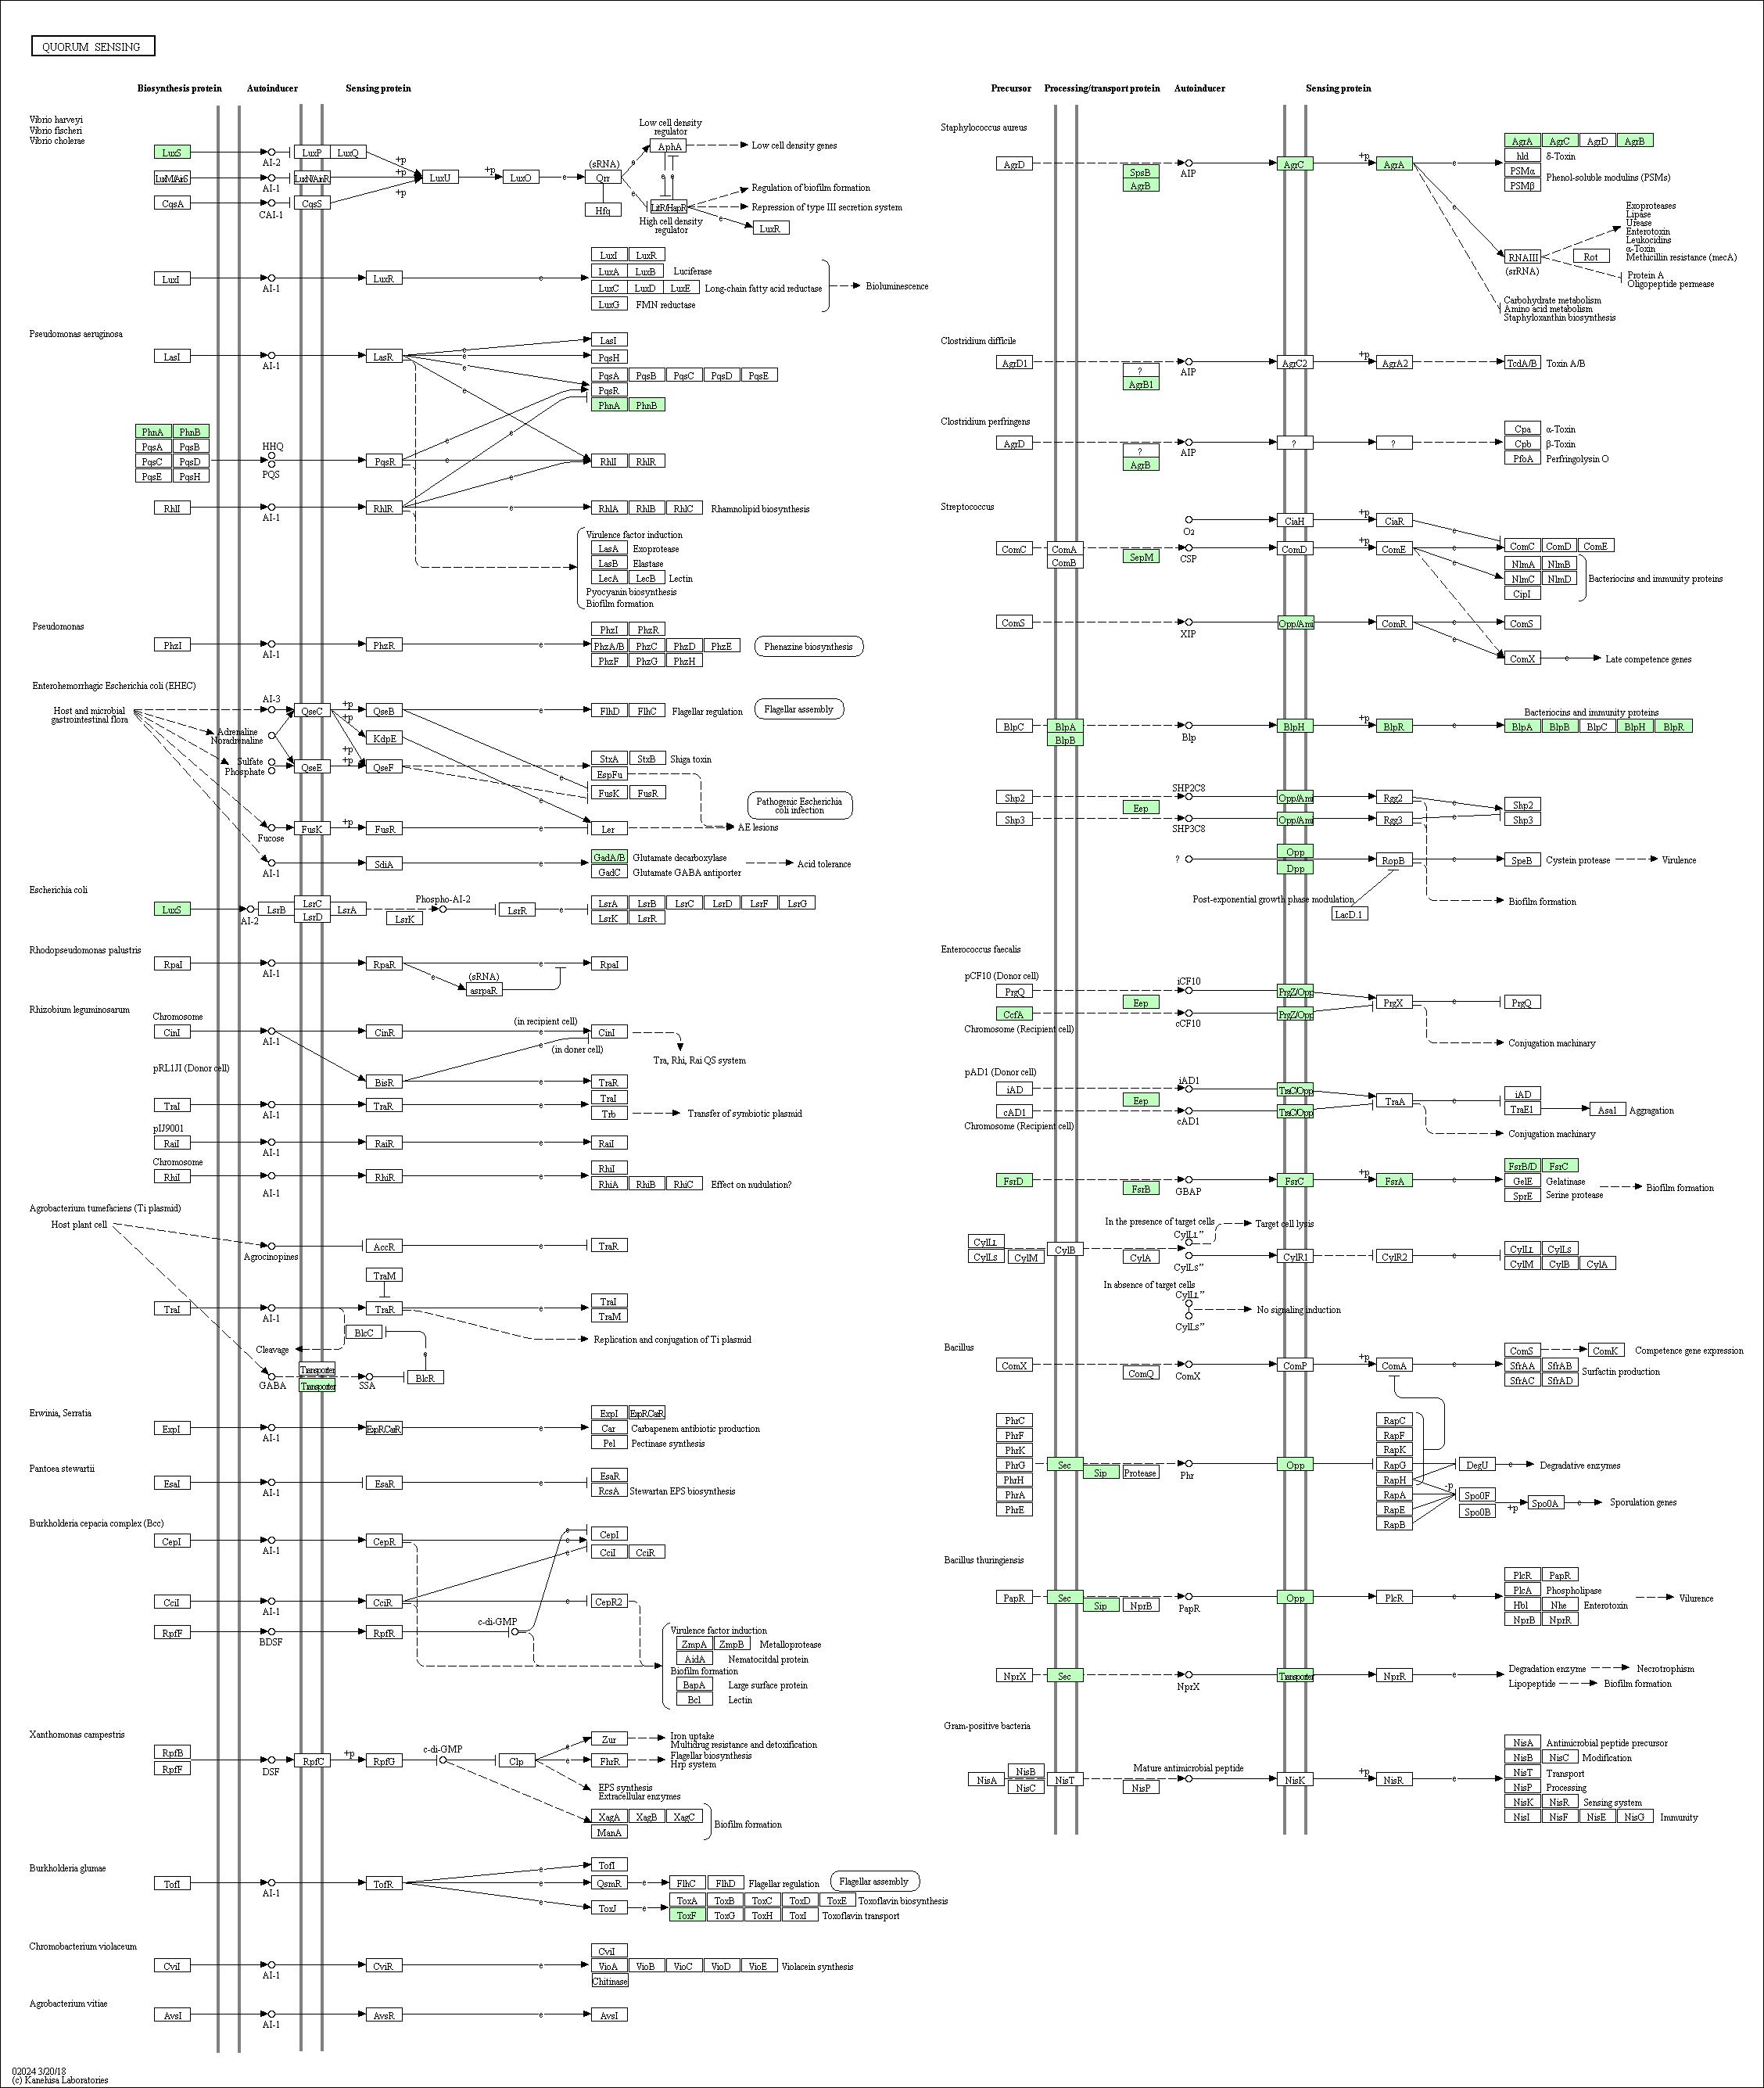 QUORUM SENSING
Biosynthesis protein Autoinducer Sensing protein
Vibrio harveyi
Vibrio fischeri
Vibrio cholerae
LuxS AI-2 LuxP LuxQ +p
LuxM/AinS AI-1 LuxN/AinR +p LuxU +p LuxO e (sRNA) Qrr Hfq
CqsA CAI-1 CqsS +p
Low cell density
regulator
AphA Low cell density genes
e e e e
LitR/HapR
High cell density
regulator
Regulation of biofilm formation
Repression of type III secretion system
e LuxR
LuxI AI-1 LuxR e
LuxI LuxR
LuxA LuxB Luciferase
LuxC LuxD LuxE Long-chain fatty acid reductase
LuxG FMN reductase
Bioluminescence
Pseudomonas aeruginosa
LasI AI-1 LasR e e e e
LasI
PqsH
PqsA PqsB PqsC PqsD PqsE
PqsR
PhnA PhnB
PhnA PhnB
PqsA PqsB
PqsC PqsD
PqsE PqsH
HHQ
PQS
PqsR e e e RhlI RhlR
RhlI AI-1 RhlR e e RhlA RhlB RhlC Rhamnolipid biosynthesis
Virulence factor induction
LasA Exoprotease
LasB Elastase
LecA LecB Lectin
Pyocyanin biosynthesis
Biofilm formation
Pseudomonas
PhzI AI-1 PhzR e
PhzI PhzR
PhzA/B PhzC PhzD PhzE
PhzF PhzG PhzH
Phenazine biosynthesis
Enterohemorrhagic Escherichia coli (EHEC)
Host and microbial
gastrointestinal flora
AI-3 QseC +p QseB e FlhD FlhC Flagellar regulation Flagellar assembly
Adrenaline
Noradrenaline
+p KdpE
Sulfate
Phosphate
QseE +p +p QseF
StxA StxB Shiga toxin
EspFu
e FusK FusR
e
Pathogenic Escherichia
coli infection
Fucose FusK +p FusR e Ler AE lesions
AI-1 SdiA e
GadA/B Glutamate decarboxylase Acid tolerance
GadC Glutamate GABA antiporter
Escherichia coli
LuxS AI-2 LsrB LsrC LsrD LsrA LsrK Phospho-AI-2 LsrR e
LsrA LsrB LsrC LsrD LsrF LsrG
LsrK LsrR
Rhodopseudomonas palustris
RpaI AI-1 RpaR e RpaI
e (sRNA)
asrpaR
Rhizobium leguminosarum
Chromosome
CinI AI-1 CinR (in recipient cell) e CinI
e (in doner cell)
Tra, Rhi, Rai QS system
pRL1JI (Donor cell)
BisR e TraR
TraI AI-1 TraR e TraI
Trb Transfer of symbiotic plasmid
pIJ9001
RaiI AI-1 RaiR e RaiI
Chromosome
RhiI AI-1 RhiR e RhiI
RhiA RhiB RhiC Effect on nudulation?
Agrobacterium tumefaciens (Ti plasmid)
Host plant cell
Agrocinopines AccR e TraR
TraM
TraI AI-1 TraR e TraI
TraM
BlcC
Replication and conjugation of Ti plasmid
Cleavage
e
GABA Transporter Transporter SSA BlcR
Erwinia, Serratia
ExpI AI-1 ExpR,CarR e ExpI ExpR,CarR
Car Carbapenem antibiotic production
Pel Pectinase synthesis
Pantoea stewartii
EsaI AI-1 EsaR e EsaR
RcsA Stewartan EPS biosynthesis
Burkholderia cepacia complex (Bcc)
CepI AI-1 CepR e e e CepI
CciI CciR
CciI AI-1 CciR e CepR2
RpfF BDSF RpfR c-di-GMP
Virulence factor induction
ZmpA ZmpB Metalloprotease
AidA Nematocitdal protein
Biofilm formation
BapA Large surface protein
Bcl Lectin
Xanthomonas campestris
RpfB
RpfF
DSF RpfC +p RpfG c-di-GMP Clp
e Zur Iron uptake
Multidrug resistance and detoxification
e FhrR Flagellar biosynthesis
Hrp system
EPS synthesis
Extracellular enzymes
XagA XagB XagC
ManA
Biofilm formation
Burkholderia glumae
TofI AI-1 TofR e e e
TofI
QsmR e FlhC FlhD Flagellar regulation Flagellar assembly
ToxJ e ToxA ToxB ToxC ToxD ToxE Toxoflavin biosynthesis
ToxF ToxG ToxH ToxI Toxoflavin transport
Chromobacterium violaceum
CviI AI-1 CviR e CviI
VioA VioB VioC VioD VioE Violacein synthesis
Chitinase
Agrobacterium vitiae
AvsI AI-1 AvsR e AvsI
02024 3/20/18
(c) Kanehisa Laboratories
Precursor Processing/transport protein Autoinducer Sensing protein
Staphylococcus aureus
AgrD SpsB AgrB AIP AgrC +p AgrA e
AgrA AgrC AgrD AgrB
hld δ-Toxin
PSMα
PSMβ
Phenol-soluble modulins (PSMs)
e
RNAIII
(srRNA)
Rot
Exoproteases
Lipase
Urease
Enterotoxin
Leukocidins
α-Toxin
Methicillin resistance (mecA)
Protein A
Oligopeptide permease
Carbohydrate metabolism
Amino acid metabolism
Staphyloxanthin biosynthesis
Clostridium difficile
AgrD1 ? AgrB1 AIP AgrC2 +p AgrA2 TcdA/B Toxin A/B
Clostridium perfringens
AgrD ? AgrB AIP ? ?
Cpa α-Toxin
Cpb β-Toxin
PfoA Perfringolysin O
Streptococcus
O2 CiaH +p CiaR e
ComC ComA ComB SepM CSP ComD +p ComE e e
ComC ComD ComE
NlmA NlmB
NlmC NlmD
CipI
Bacteriocins and immunity proteins
ComS XIP Opp/Ami ComR e e ComS
ComX e Late competence genes
Bacteriocins and immunity proteins
BlpC BlpA BlpB Blp BlpH +p BlpR e BlpA BlpB BlpC BlpH BlpR
Shp2 Eep SHP2C8 Opp/Ami Rgg2 e Shp2
Shp3 SHP3C8 Opp/Ami Rgg3 e Shp3
? Opp Dpp RopB e SpeB Cystein protease Virulence
Post-exponential growth phase modulation
LacD.1
Biofilm formation
Enterococcus faecalis
pCF10 (Donor cell)
PrgQ Eep iCF10 PrgZ/Opp PrgX e PrgQ
CcfA cCF10 PrgZ/Opp
Chromosome (Recipient cell)
Conjugation machinery
pAD1 (Donor cell)
iAD Eep iAD1 TraC/Opp TraA e iAD
cAD1 cAD1 TraC/Opp TraE1 Asa1 Aggragation
Chromosome (Recipient cell)
Conjugation machinery
FsrD FsrB GBAP FsrC +p FsrA e
FsrB/D FsrC
GelE Gelatinase
SprE Serine protease
Biofilm formation
In the presence of target cells
Target cell lysis
CylLL
CylLS CylM CylB CylA
CylLL"
CylLs"
CylR1 CylR2 e
CylLL CylLS
CylM CylB CylA
In absence of target cells
CylLL"
No signaling induction
CylLs"
Bacillus
ComX ComQ ComX ComP +p ComA e
ComS ComK Competence gene expression
SrfAA SrfAB
SrfAC SrfAD
Surfactin production
PhrC
PhrF
PhrK
PhrG
PhrH
PhrA
PhrE
Sec Sip Protease Phr Opp
RapC
RapF
RapK
RapG
RapH
RapA
RapE
RapB
DegU e Degradative enzymes
-p
Spo0F
Spo0B
+p Spo0A e Sporulation genes
Bacillus thuringiensis
PapR Sec Sip NprB PapR Opp PlcR e
PlcR PapR
PlcA Phospholipase
Hbl Nhe Enterotoxin
NprB NprR
Vilurence
NprX Sec NprX Transporter NprR e
Degradation enzyme Necrotrophism
Lipopeptide Biofilm formation
Gram-positive bacteria
NisA NisB NisC NisT NisP Mature antimicrobial peptide NisK +p NisR e
NisA Antimicrobial peptide precursor
NisB NisC Modification
NisT Transport
NisP Processing
NisK NisR Sensing system
NisI NisF NisE NisG Immunity